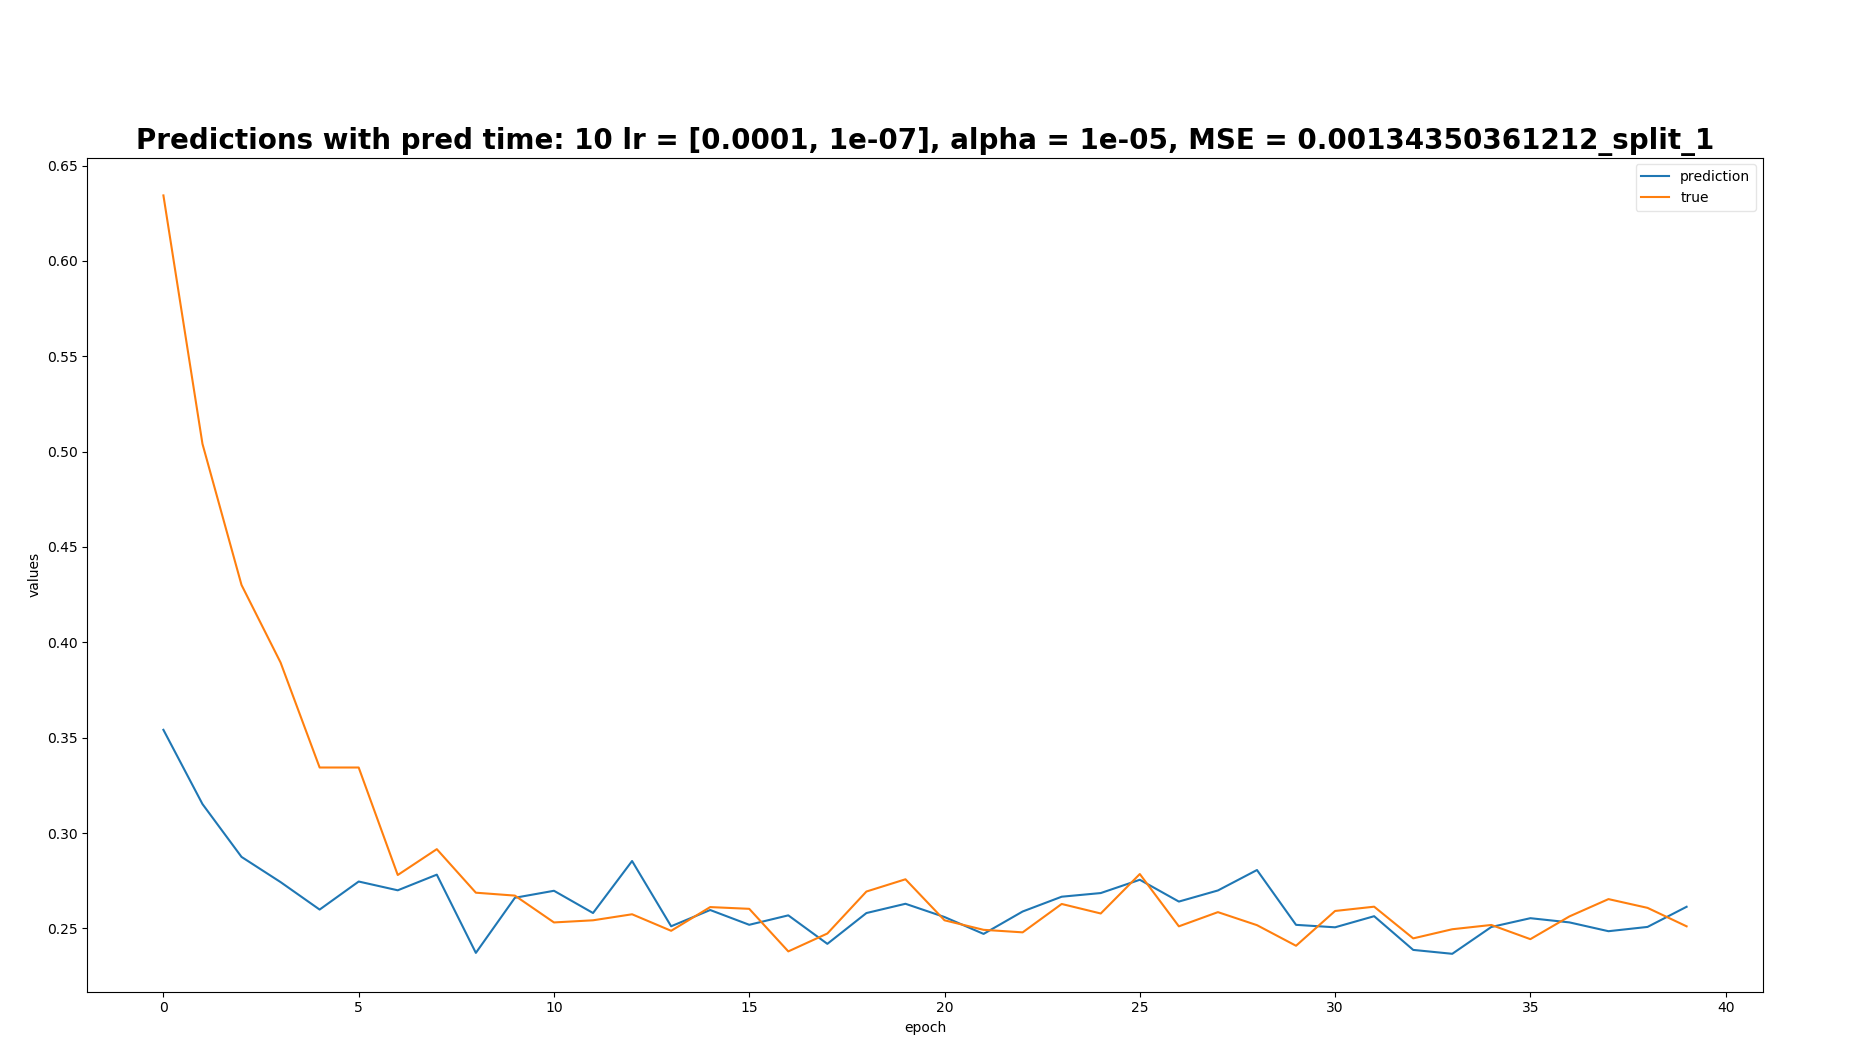 Predictions with pred time: 10 lr = [0.0001, 1e-07], alpha = 1e-05, MSE = 0.00134350361212_split_1
prediction
true
0.65
0.60
0.55
0.50
0.45
0.40
0.35
0.30
0.25
values
0 5 10 15 20 25 30 35 40
epoch